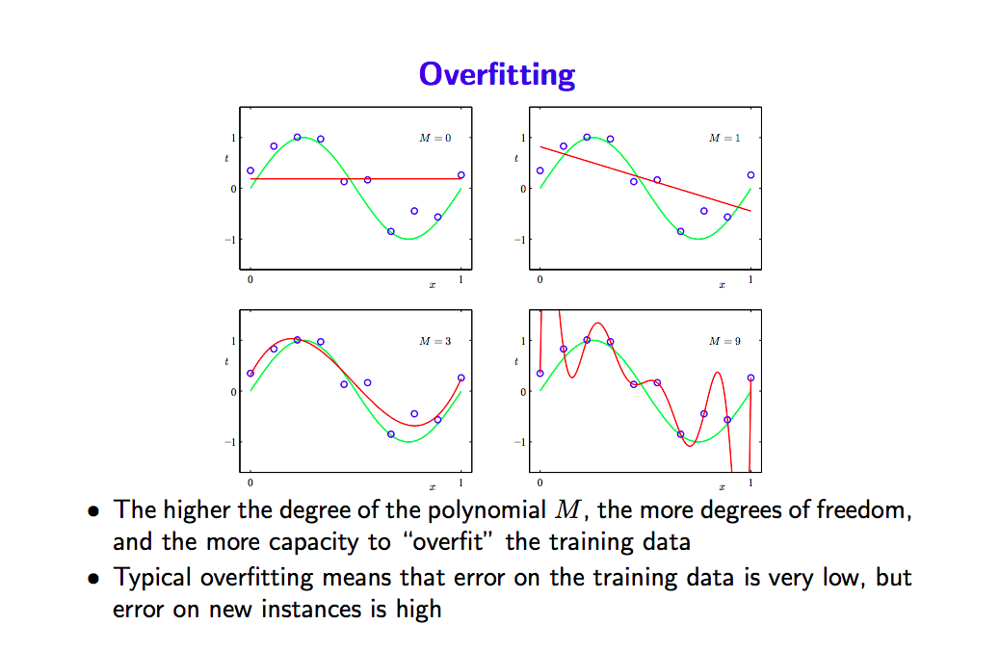 Overfitting
M = 0
1
t
0
−1
0
x
1
M = 1
1
t
0
−1
0
x
1
M = 3
1
t
0
−1
0
x
1
M = 9
1
t
0
−1
0
x
1
• The higher the degree of the polynomial M, the more degrees of freedom,
and the more capacity to “overfit” the training data
• Typical overfitting means that error on the training data is very low, but
error on new instances is high